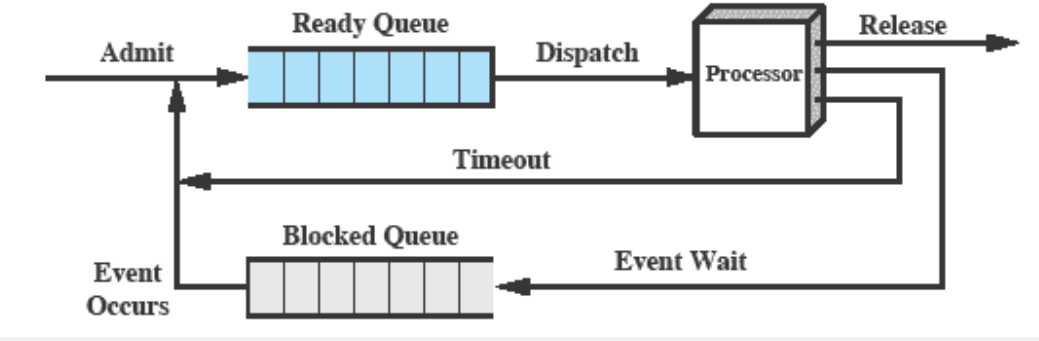 Ready Queue
Release
Admit
Dispatch
Processor
Timeout
Blocked Queue
Event Wait
Event
Occurs